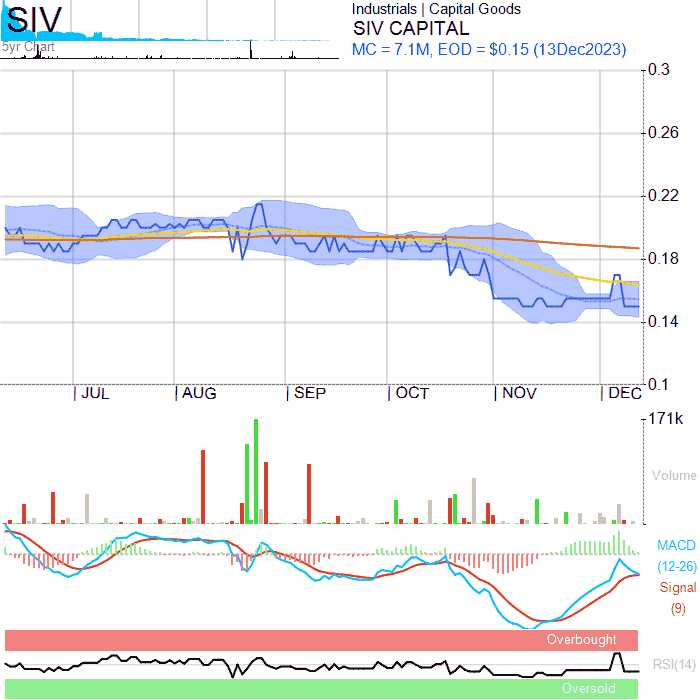 SIV
5yr Chart
Industrials | Capital Goods
SIV CAPITAL
MC = 7.1M, EOD = $0.15 (13Dec2023)
0.3
0.26
0.22
0.18
0.14
0.1
JUL
AUG
SEP
OCT
NOV
DEC
171k
Volume
MACD
(12-26)
Signal
(9)
Overbought
RSI(14)
Oversold